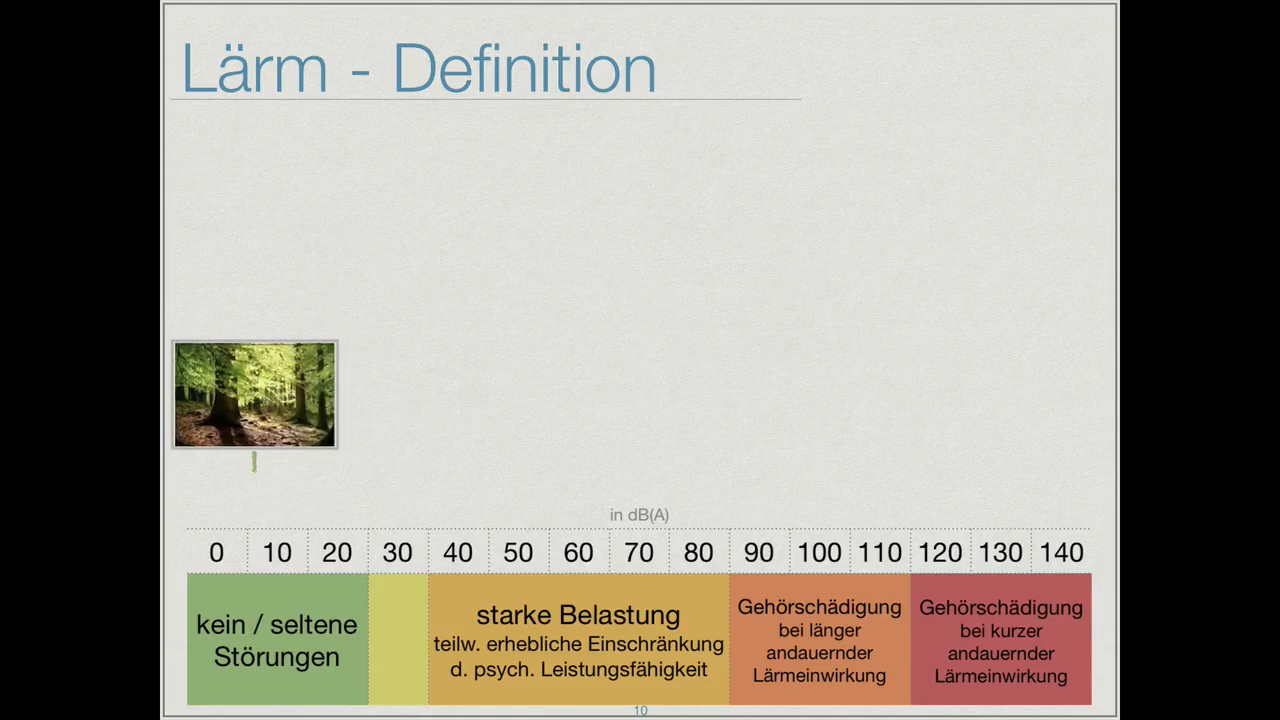 Lärm - Definition
in dB(A)
0 10 20 30 40 50 60 70 80 90 100 110 120 130 140
kein / seltene
Störungen
starke Belastung
teilw. erhebliche Einschränkung
d. psych. Leistungsfähigkeit
Gehörschädigung
bei länger
andauernder
Lärmeinwirkung
Gehörschädigung
bei kurzer
andauernder
Lärmeinwirkung
10